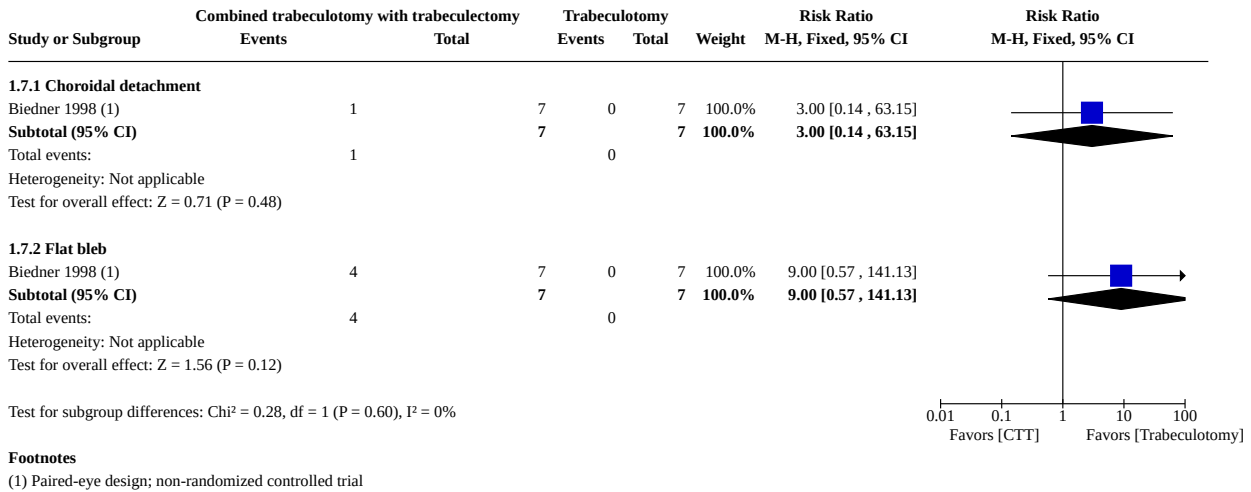 Combined trabeculotomy with trabeculectomy Trabeculotomy Risk Ratio Risk Ratio
Study or Subgroup Events Total Events Total Weight M-H, Fixed, 95% CI M-H, Fixed, 95% CI
1.7.1 Choroidal detachment
Biedner 1998 (1) 1 7 0 7 100.0% 3.00 [0.14 , 63.15]
Subtotal (95% CI) 7 7 100.0% 3.00 [0.14 , 63.15]
Total events: 1 0
Heterogeneity: Not applicable
Test for overall effect: Z = 0.71 (P = 0.48)
1.7.2 Flat bleb
Biedner 1998 (1) 4 7 0 7 100.0% 9.00 [0.57 , 141.13]
Subtotal (95% CI) 7 7 100.0% 9.00 [0.57 , 141.13]
Total events: 4 0
Heterogeneity: Not applicable
Test for overall effect: Z = 1.56 (P = 0.12)
Test for subgroup differences: Chi² = 0.28, df = 1 (P = 0.60), I² = 0%
0.01 0.1 1 10 100
Favors [CTT] Favors [Trabeculotomy]
Footnotes
(1) Paired-eye design; non-randomized controlled trial